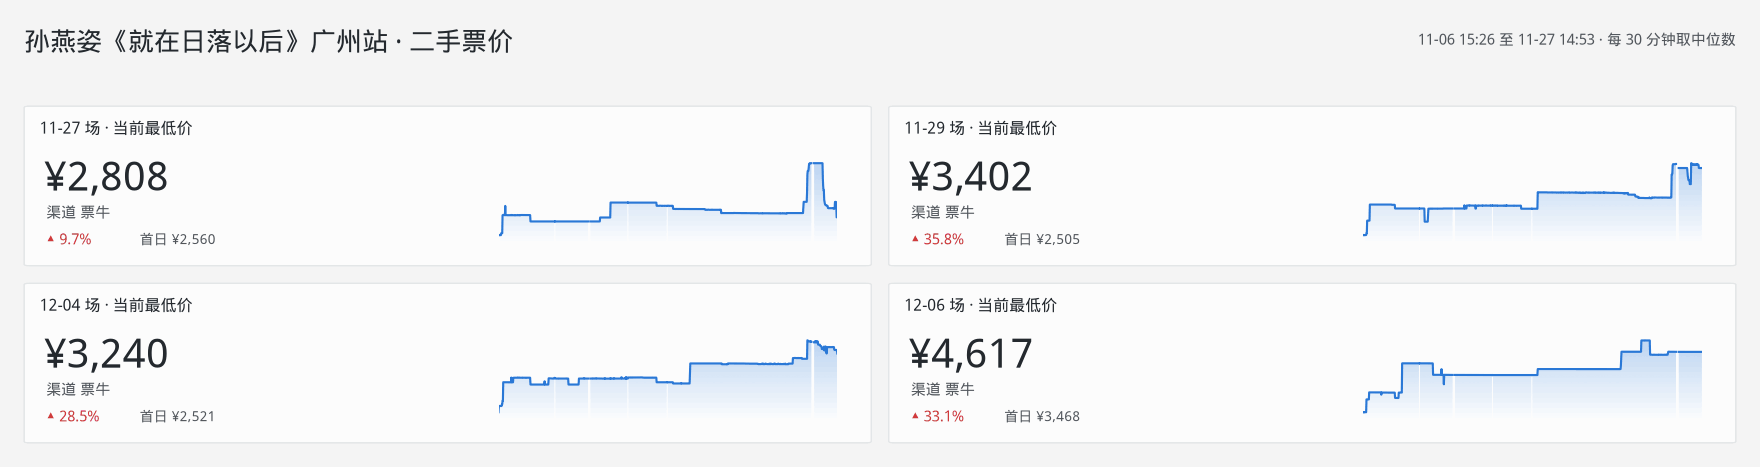 孙燕姿《就在日落以后》广州站 · 二手票价
11-06 15:26 至 11-27 14:53 · 每 30 分钟取中位数
11-27 场 · 当前最低价
¥2,808
渠道 票牛
▲ 9.7% 首日 ¥2,560
11-29 场 · 当前最低价
¥3,402
渠道 票牛
▲ 35.8% 首日 ¥2,505
12-04 场 · 当前最低价
¥3,240
渠道 票牛
▲ 28.5% 首日 ¥2,521
12-06 场 · 当前最低价
¥4,617
渠道 票牛
▲ 33.1% 首日 ¥3,468